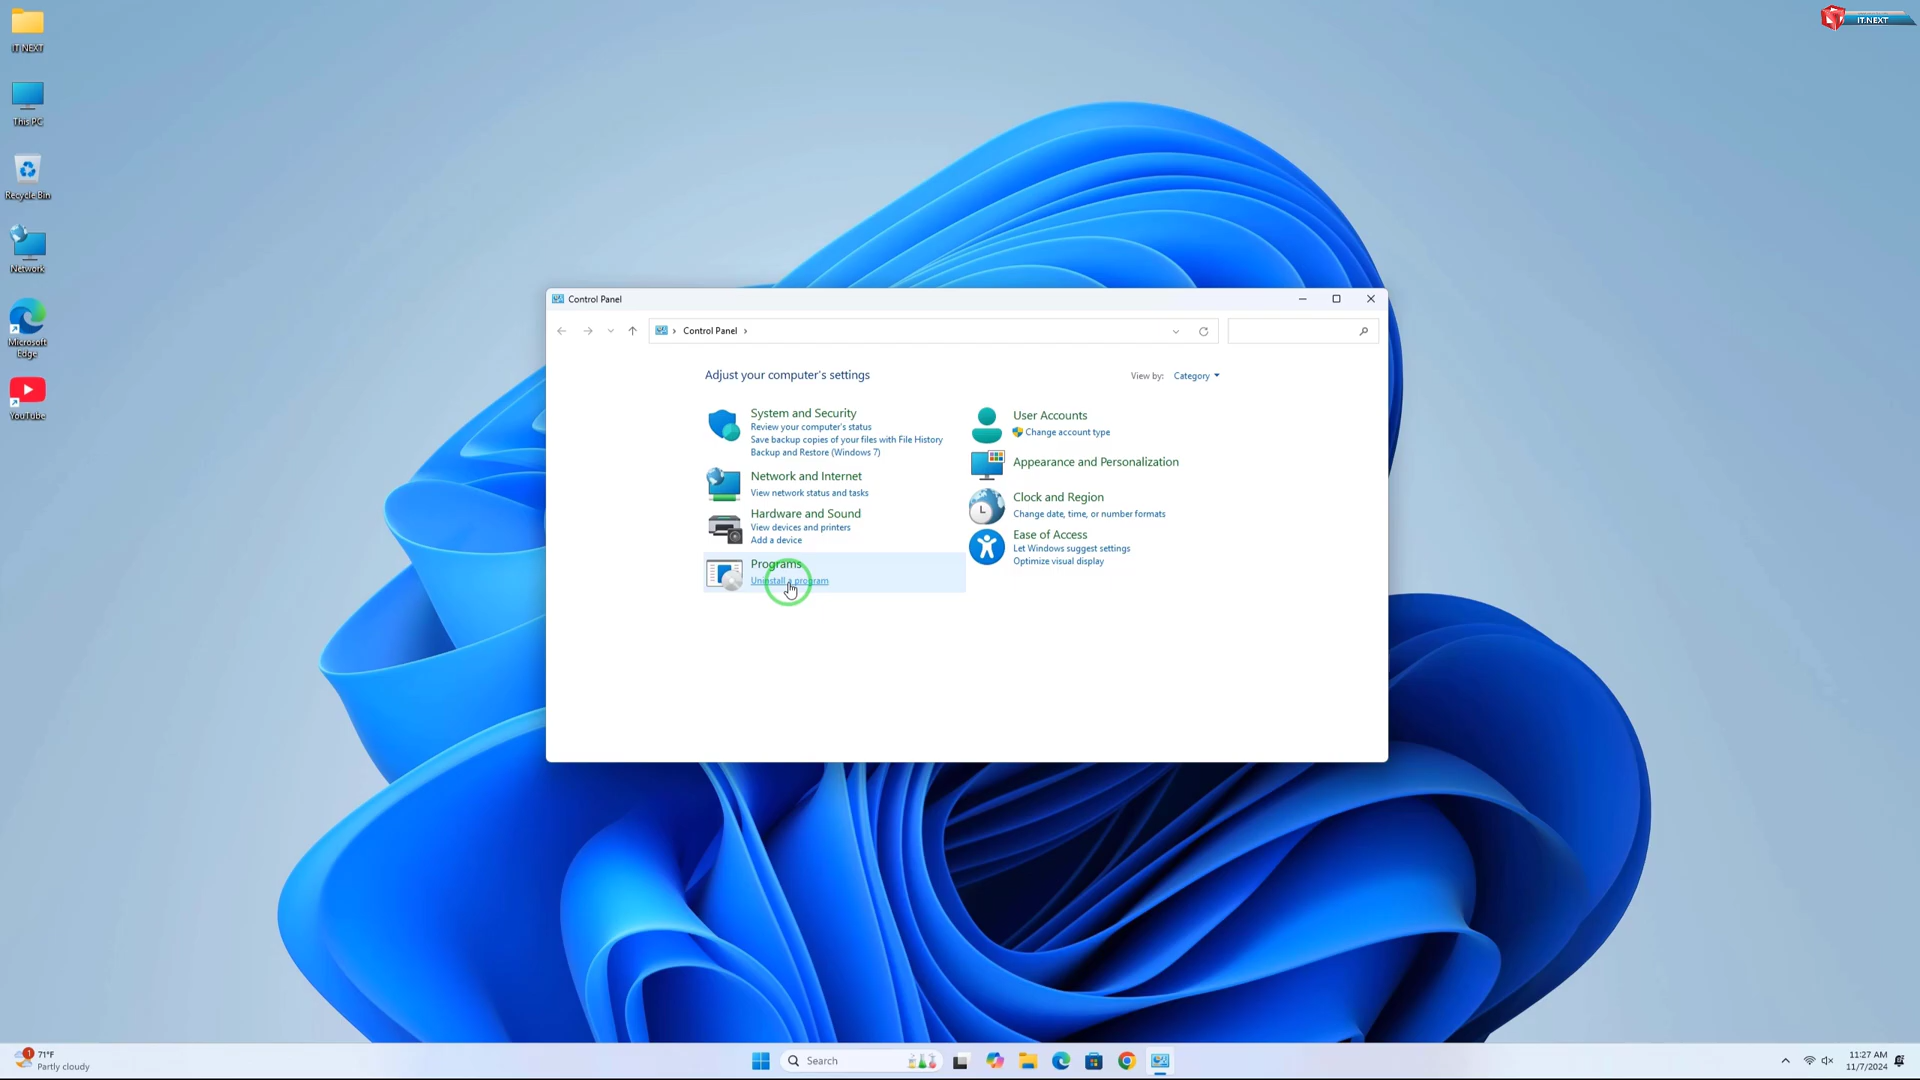 IT NEXT
This PC
Recycle Bin
Network
Microsoft
Edge
YouTube
IT.NEXT
Control Panel
Control Panel
Adjust your computer's settings
View by: Category
System and Security
Review your computer's status
Save backup copies of your files with File History
Backup and Restore (Windows 7)
Network and Internet
View network status and tasks
Hardware and Sound
View devices and printers
Add a device
Programs
Uninstall a program
User Accounts
Change account type
Appearance and Personalization
Clock and Region
Change date, time, or number formats
Ease of Access
Let Windows suggest settings
Optimize visual display
1
71°F
Partly cloudy
Search
11:27 AM
11/7/2024